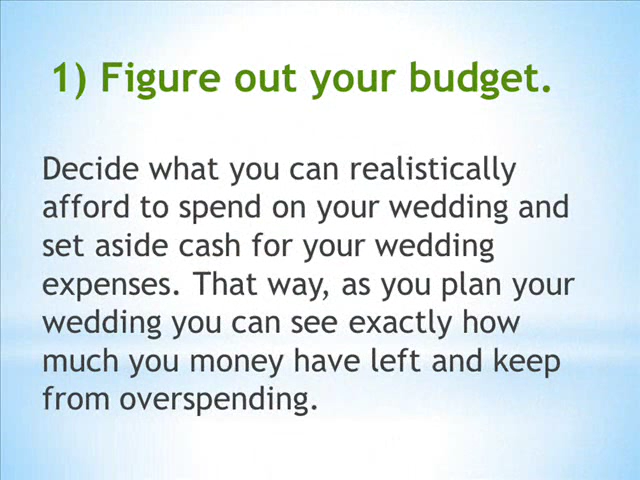 1) Figure out your budget.
Decide what you can realistically
afford to spend on your wedding and
set aside cash for your wedding
expenses. That way, as you plan your
wedding you can see exactly how
much you money have left and keep
from overspending.